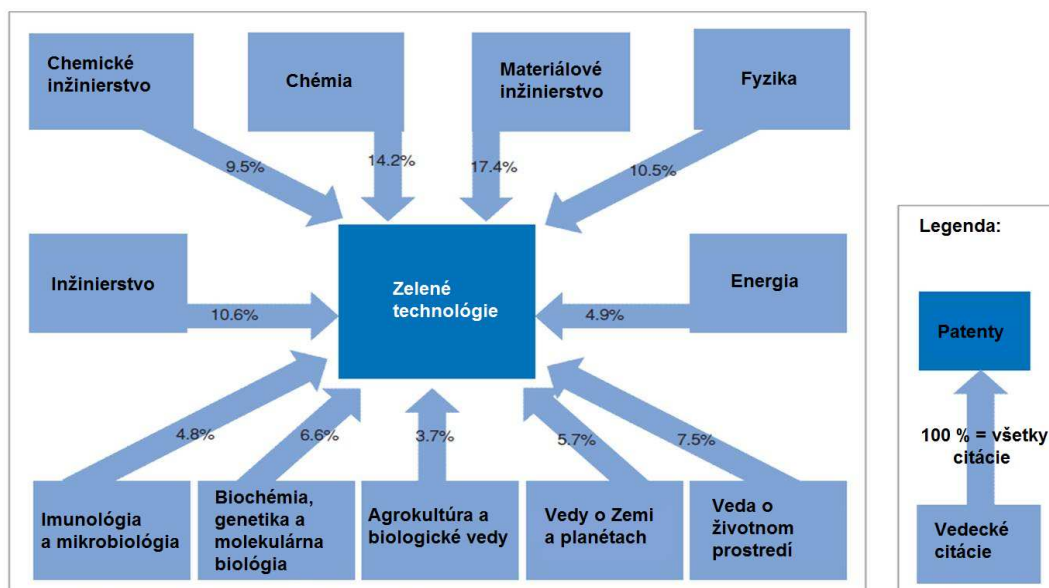 Chemické
inžinierstvo
Chémia
Materiálové
inžinierstvo
Fyzika
9.5%
14.2%
17.4%
10.5%
Inžinierstvo
10.6%
Zelené
technológie
4.9%
Energia
4.8%
6.6%
3.7%
5.7%
7.5%
Imunológia
a mikrobiológia
Biochémia,
genetika a
molekulárna
biológia
Agrokultúra a
biologické vedy
Vedy o Zemi
a planétach
Veda o
životnom
prostredí
Legenda:
Patenty
100 % = všetky
citácie
Vedecké
citácie